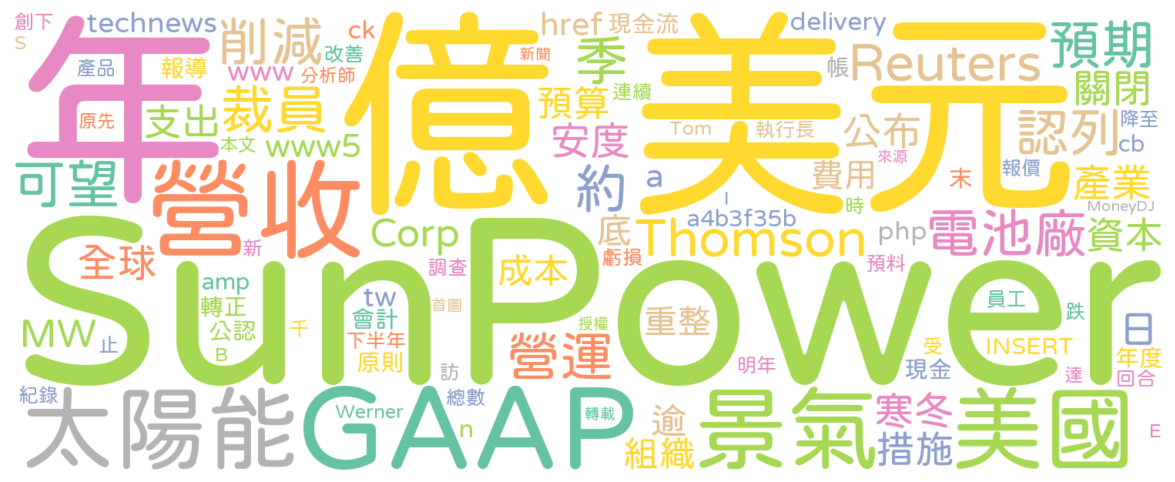 創下 technews 削減 ck href 現金流 億 美元 delivery 預期
S 產品 報導 www 改善 分析師 新聞 季 帳 Reuters 關閉
年 原先 支出 裁員 預算 連續 Tom 執行長 公布 認列 降至
本文 www5 安度 來源 cb
可望 營收 約 a l 費用 末 報價 產業
a4b3f35b 時 MoneyDJ
全球 新 Corp 底 Thomson php 電池廠 資本
SunPower
amp 調查 成本 虧損 預料
轉正 tw 首圖 員工
MW 止 公認 千 會計 授權 重整 跌 日
B 下半年 營運 INSERT
原則 訪 明年 受 現金 年度
紀錄 太陽能 GAAP 總數 達 回合
Werner 轉載 逾 景氣 寒冬 美國
n 組織 措施 E